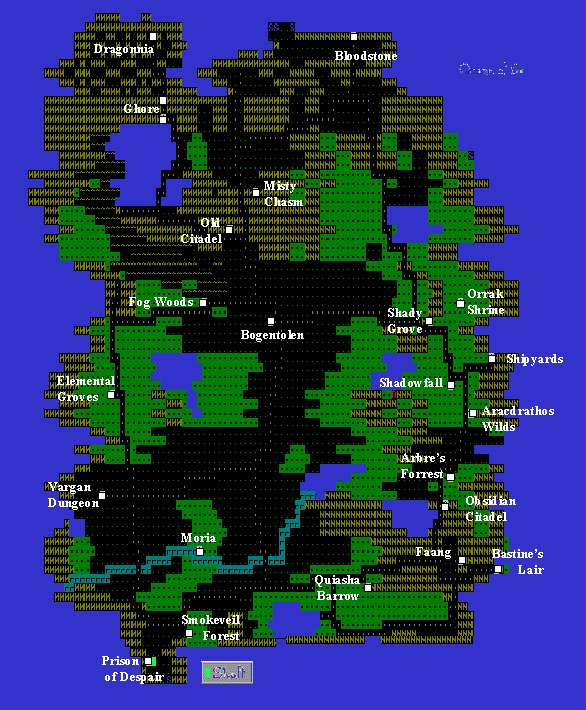 Dragonnia
Bloodstone
Ghore
Misty
Chasm
Old
Citadel
Fog Woods
Orrak
Shrine
Shady
Grove
Bogentolen
Shipyards
Elemental
Groves
Shadowfall
Aracdrathos
Wilds
Arbre's
Forrest
Vargan
Dungeon
Obsidian
Citadel
Moria
Faang
Bastine's
Lair
Quiasha
Barrow
Smokeveil
Forest
Prison
of Despair